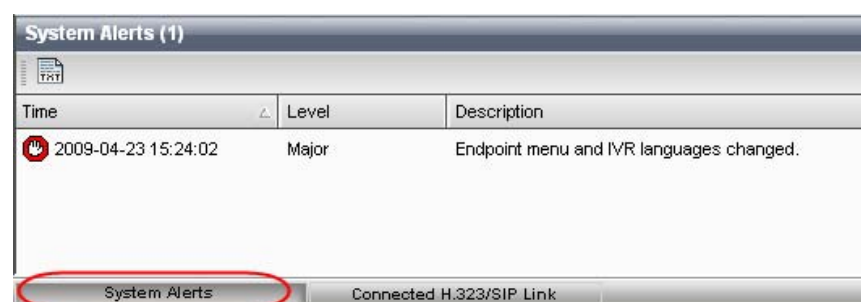 System Alerts (1)
TXT
Time Level Description
2009-04-23 15:24:02 Major Endpoint menu and IVR languages changed.
System Alerts Connected H.323/SIP Link